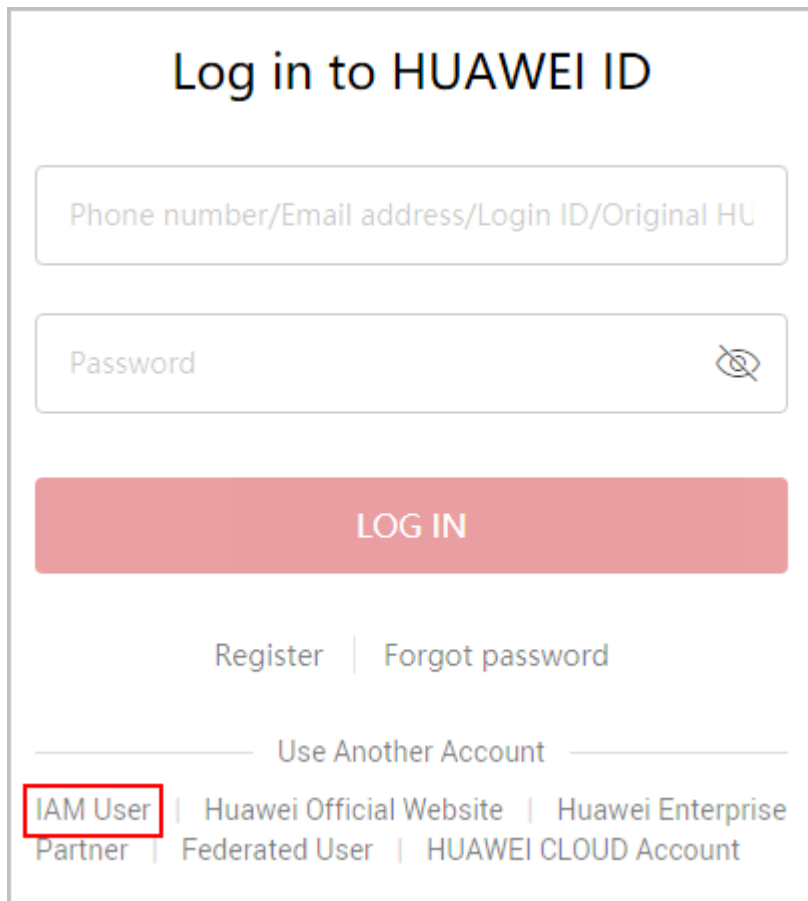 Log in to HUAWEI ID
Phone number/Email address/Login ID/Original HU
Password
LOG IN
Register | Forgot password
Use Another Account
IAM User | Huawei Official Website | Huawei Enterprise
Partner | Federated User | HUAWEI CLOUD Account